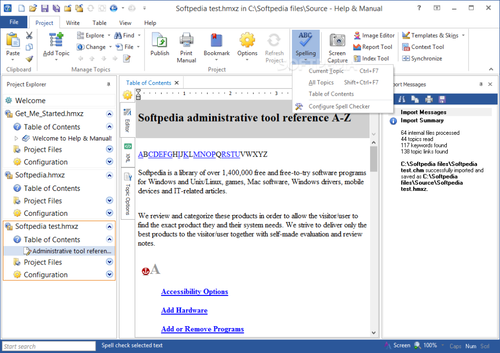 Softpedia test.hmxz in C:\Softpedia files\Source - Help & Manual
File Project Write Table View
Paste
Clipboard
Add Topic
Explore
Find
Import
Manage Topics
Publish
Print Manual
Bookmark
Options
Refresh Project
Project
Spelling
Screen Capture
Image Editor
Report Tool
Index Tool
Templates & Skins
Context Tool
Synchronize
Current Topic Ctrl+F7
All Topics Shift+Ctrl+F7
Table of Contents
Configure Spell Checker
Project Explorer
Welcome
Get_Me_Started.hmxz
Table of Contents
Welcome to Help & Manual!
Project Files
Configuration
Softpedia.hmxz
Table of Contents
Project Files
Configuration
Softpedia test.hmxz
Table of Contents
Administrative tool referen...
Project Files
Configuration
Table of Contents
Editor
XML
Topic Options
Softpedia administrative tool reference A-Z
ABCDEFGHIJKLMNOPQRSTUVWXYZ
Softpedia is a library of over 1,400,000 free and free-to-try software programs
for Windows and Unix/Linux, games, Mac software, Windows drivers, mobile
devices and IT-related articles.
We review and categorize these products in order to allow the visitor/user to
find the exact product they and their system needs. We strive to deliver only the
best products to the visitor/user together with self-made evaluation and review
notes.
A
Accessibility Options
Add Hardware
Add or Remove Programs
Import Messages
Import Summary
64 internal files processed
44 topics read
117 keywords found
138 topic links found
C:\Softpedia files\Softpedia
test.chm successfully imported and
saved as C:\Softpedia
files\Source\Softpedia
test.hmxz.
Start search
Spell check selected text
Screen 100% Caps Num Scrl